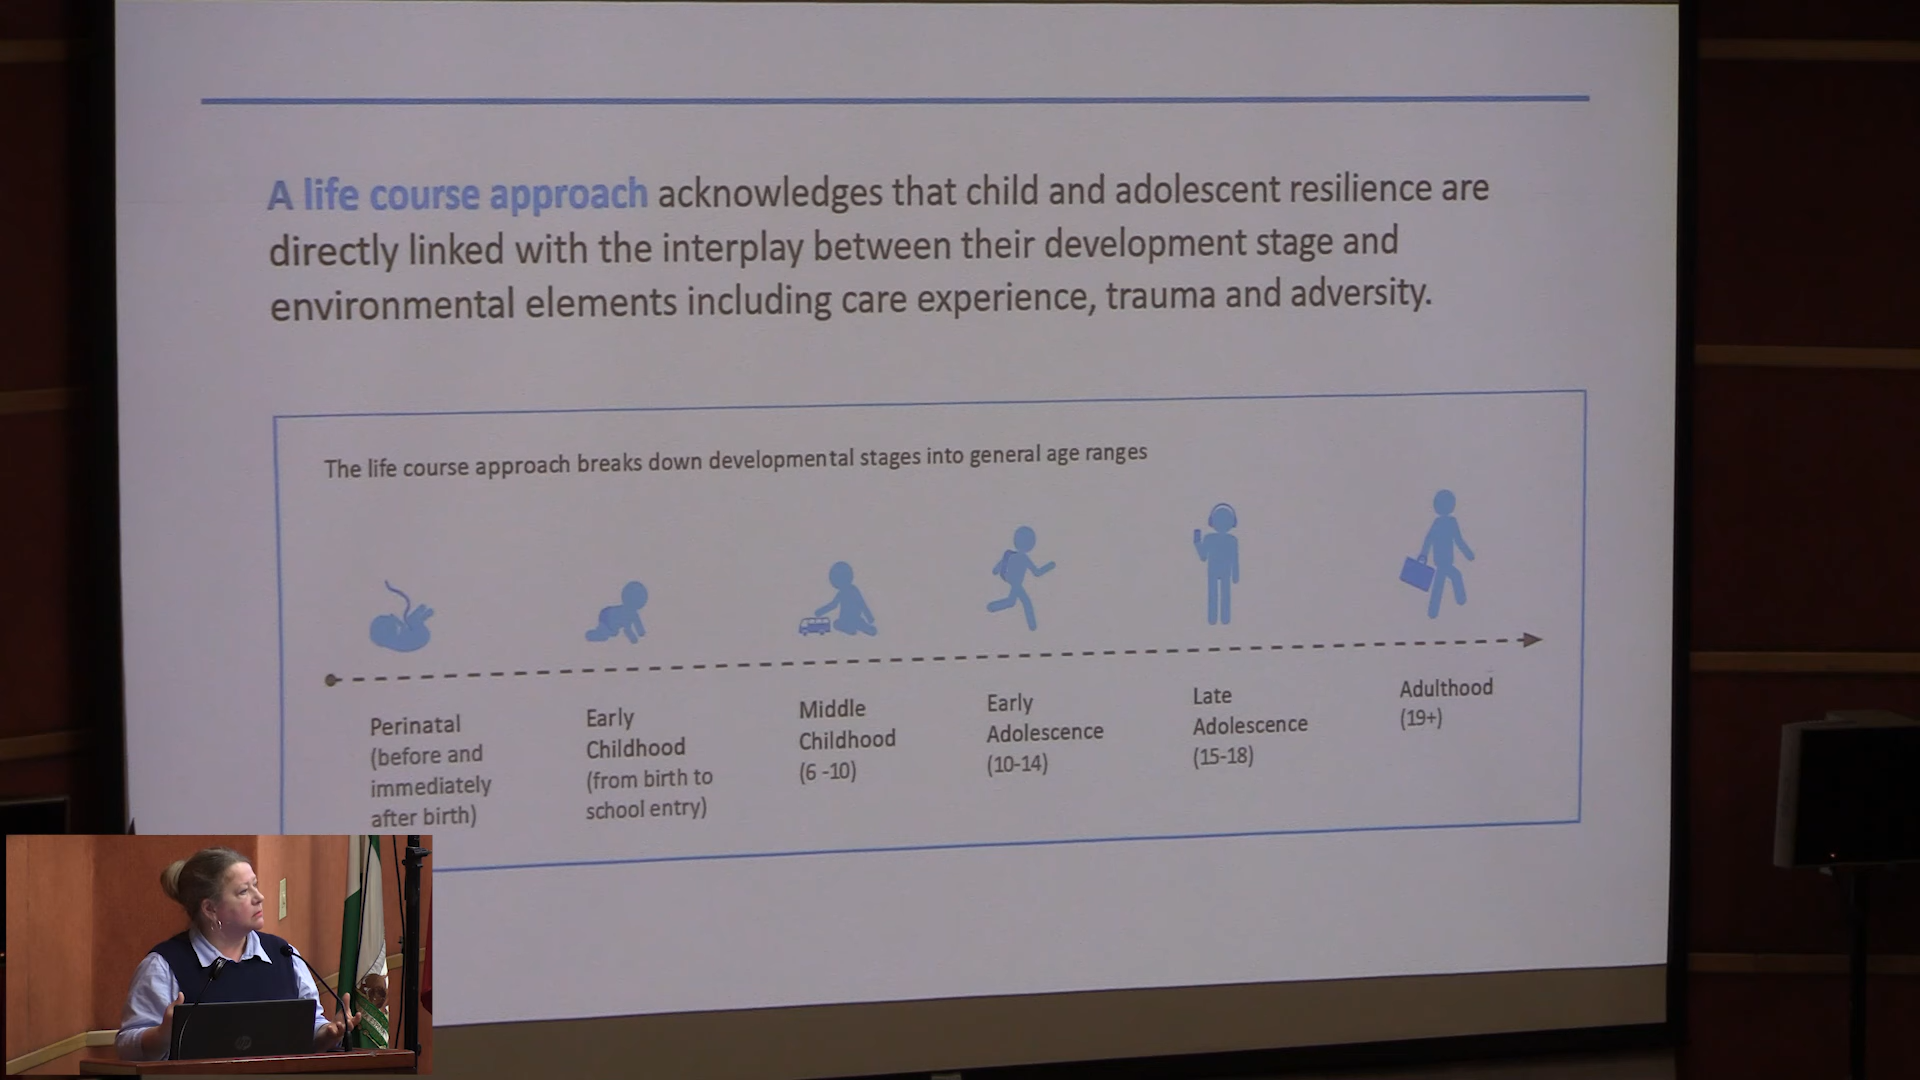 A life course approach acknowledges that child and adolescent resilience are
directly linked with the interplay between their development stage and
environmental elements including care experience, trauma and adversity.
The life course approach breaks down developmental stages into general age ranges
Perinatal
(before and
immediately
after birth)
Early
Childhood
(from birth to
school entry)
Middle
Childhood
(6 -10)
Early
Adolescence
(10-14)
Late
Adolescence
(15-18)
Adulthood
(19+)